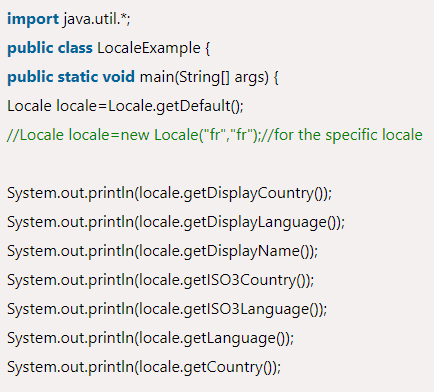 import java.util.*;
public class LocaleExample {
public static void main(String[] args) {
Locale locale=Locale.getDefault();
//Locale locale=new Locale("fr","fr");//for the specific locale
System.out.println(locale.getDisplayCountry());
System.out.println(locale.getDisplayLanguage());
System.out.println(locale.getDisplayName());
System.out.println(locale.getISO3Country());
System.out.println(locale.getISO3Language());
System.out.println(locale.getLanguage());
System.out.println(locale.getCountry());